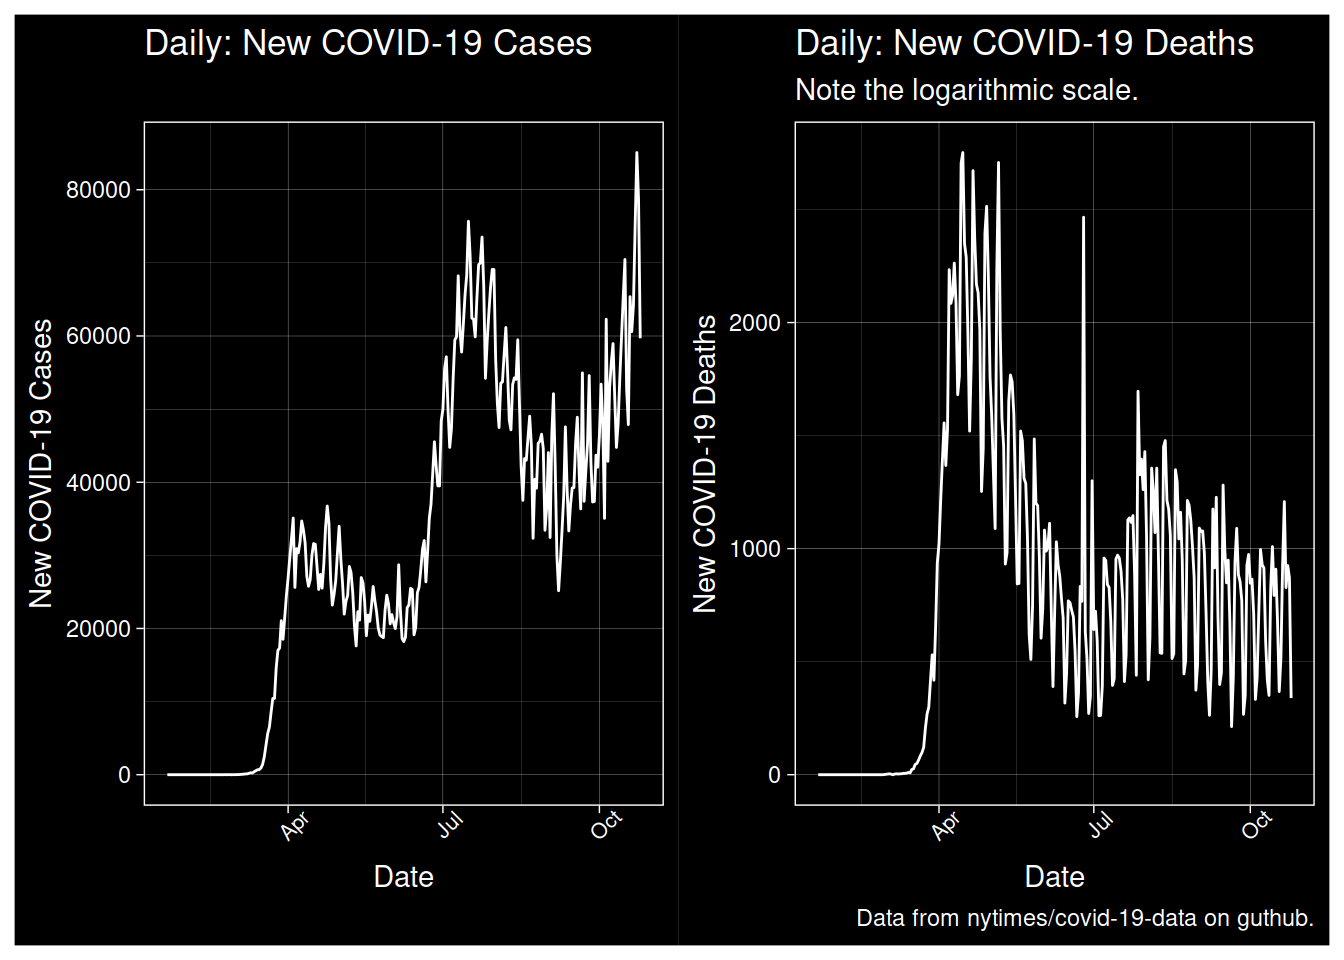 Daily: New COVID-19 Cases
New COVID-19 Cases
80000
60000
40000
20000
0
Apr
Jul
Oct
Date
Daily: New COVID-19 Deaths
Note the logarithmic scale.
New COVID-19 Deaths
2000
1000
0
Apr
Jul
Oct
Date
Data from nytimes/covid-19-data on guthub.